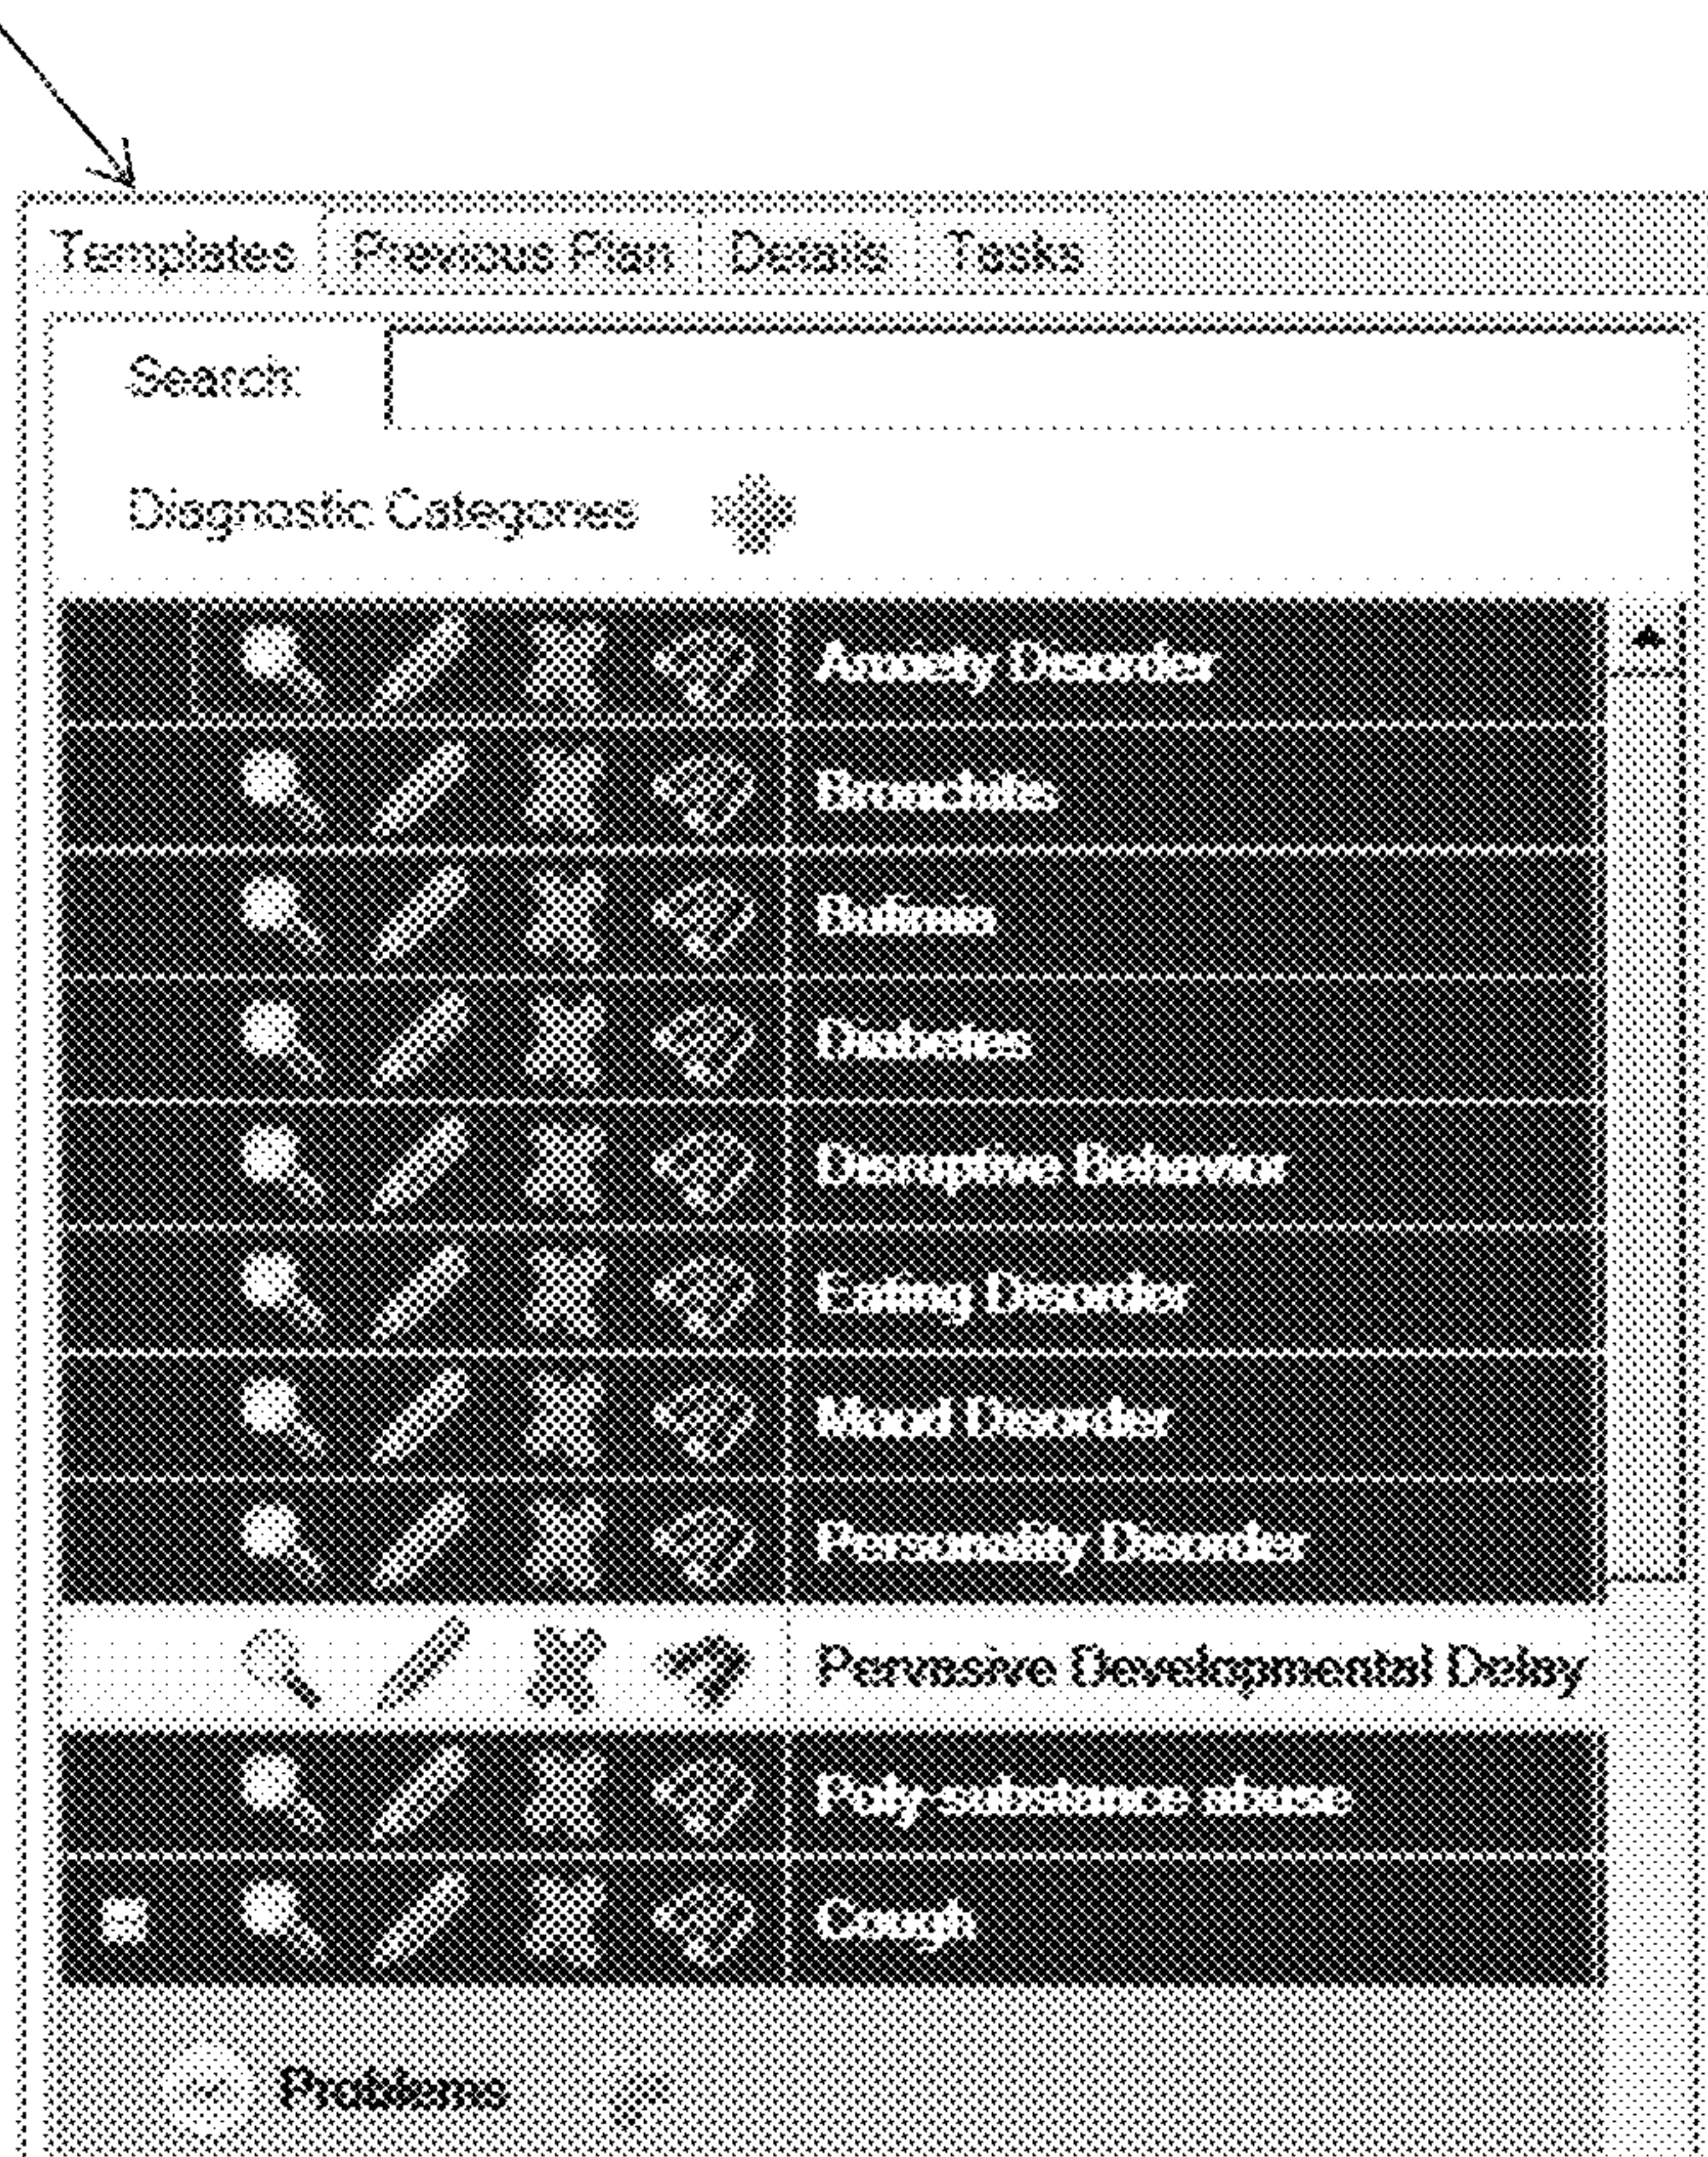 Templates Previous Plan Details Tasks
Search:
Diagnostic Categories
Anxiety Disorder
Bronchitis
Bulimia
Diabetes
Disruptive Behavior
Eating Disorder
Mood Disorder
Personality Disorder
Pervasive Developmental Delay
Poly-substance abuse
Cough
Problems